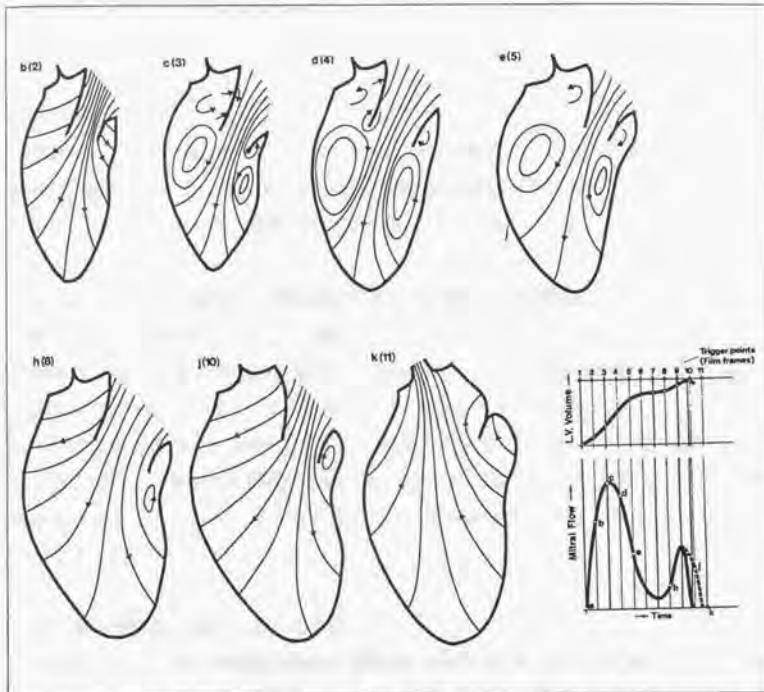 b(2)
c(3)
d(4)
e(5)
h(8)
j(10)
k(11)
Trigger points
(Film frames)
1 2 3 4 5 6 7 8 9 10 11
L.V. Volume
Mitral Flow
b
c
d
e
h
j
k
Time